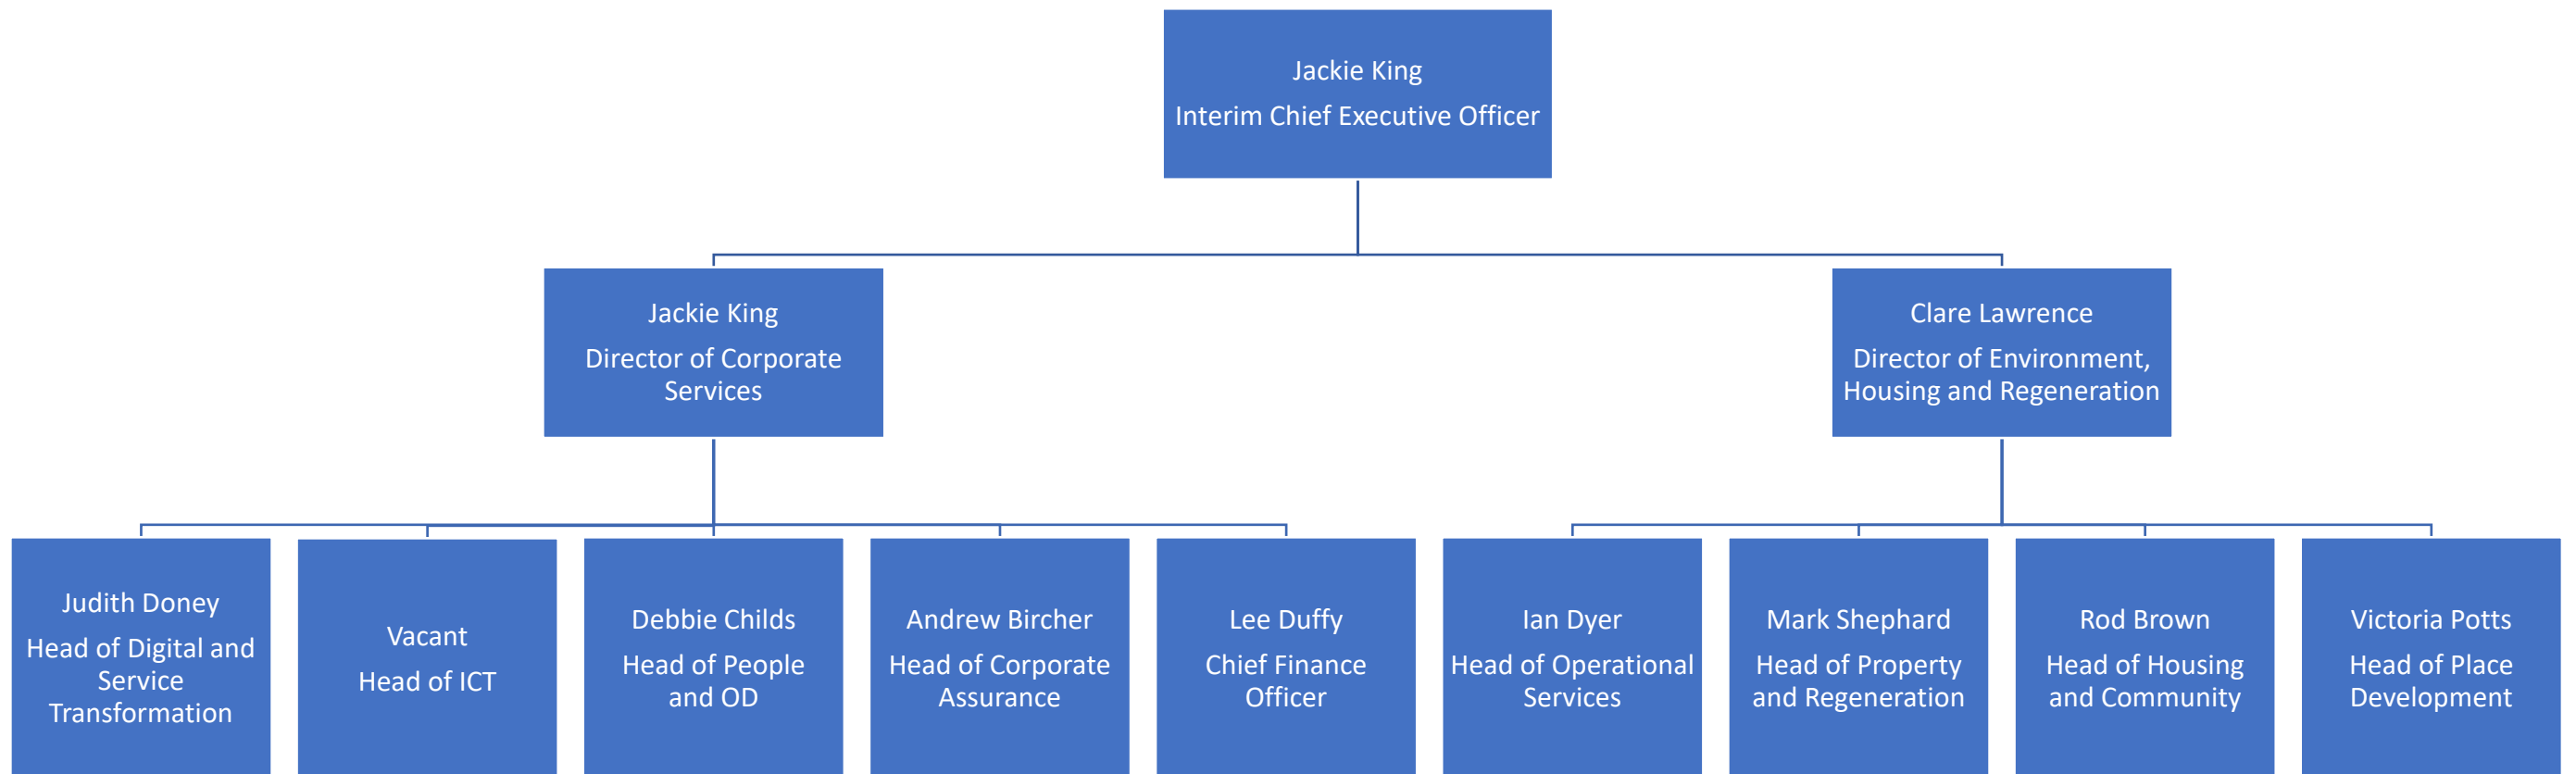 Jackie King
Interim Chief Executive Officer
Jackie King
Director of Corporate
Services
Clare Lawrence
Director of Environment,
Housing and Regeneration
Judith Doney
Head of Digital and
Service
Transformation
Vacant
Head of ICT
Debbie Childs
Head of People
and OD
Andrew Bircher
Head of Corporate
Assurance
Lee Duffy
Chief Finance
Officer
Ian Dyer
Head of Operational
Services
Mark Shephard
Head of Property
and Regeneration
Rod Brown
Head of Housing
and Community
Victoria Potts
Head of Place
Development